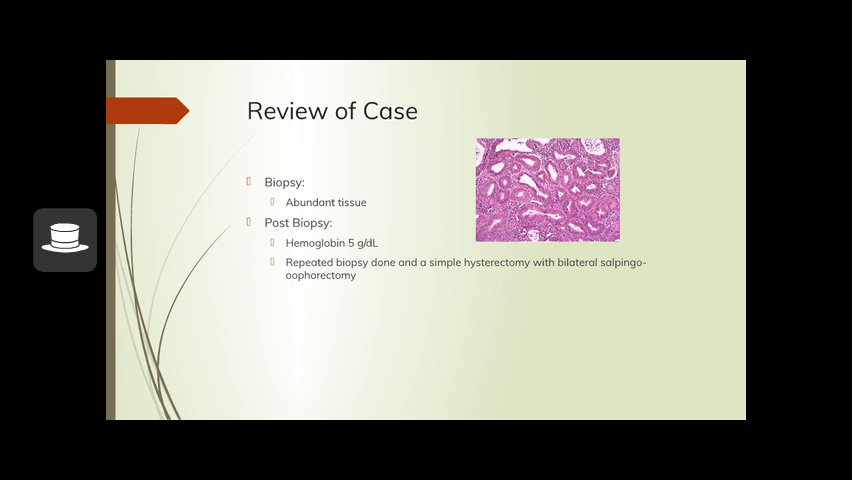 Review of Case
Biopsy:
Abundant tissue
Post Biopsy:
Hemoglobin 5 g/dL
Repeated biopsy done and a simple hysterectomy with bilateral salpingo-
oophorectomy